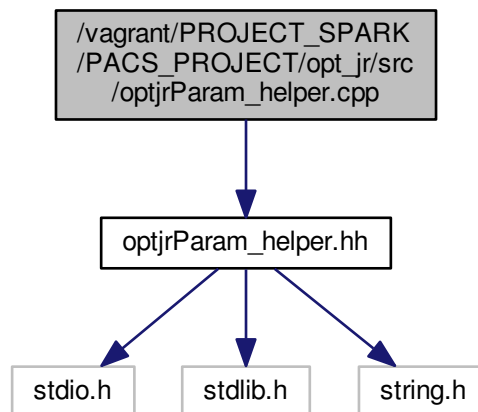 /vagrant/PROJECT_SPARK
/PACS_PROJECT/opt_jr/src
/optjrParam_helper.cpp
optjrParam_helper.hh
stdio.h
stdlib.h
string.h